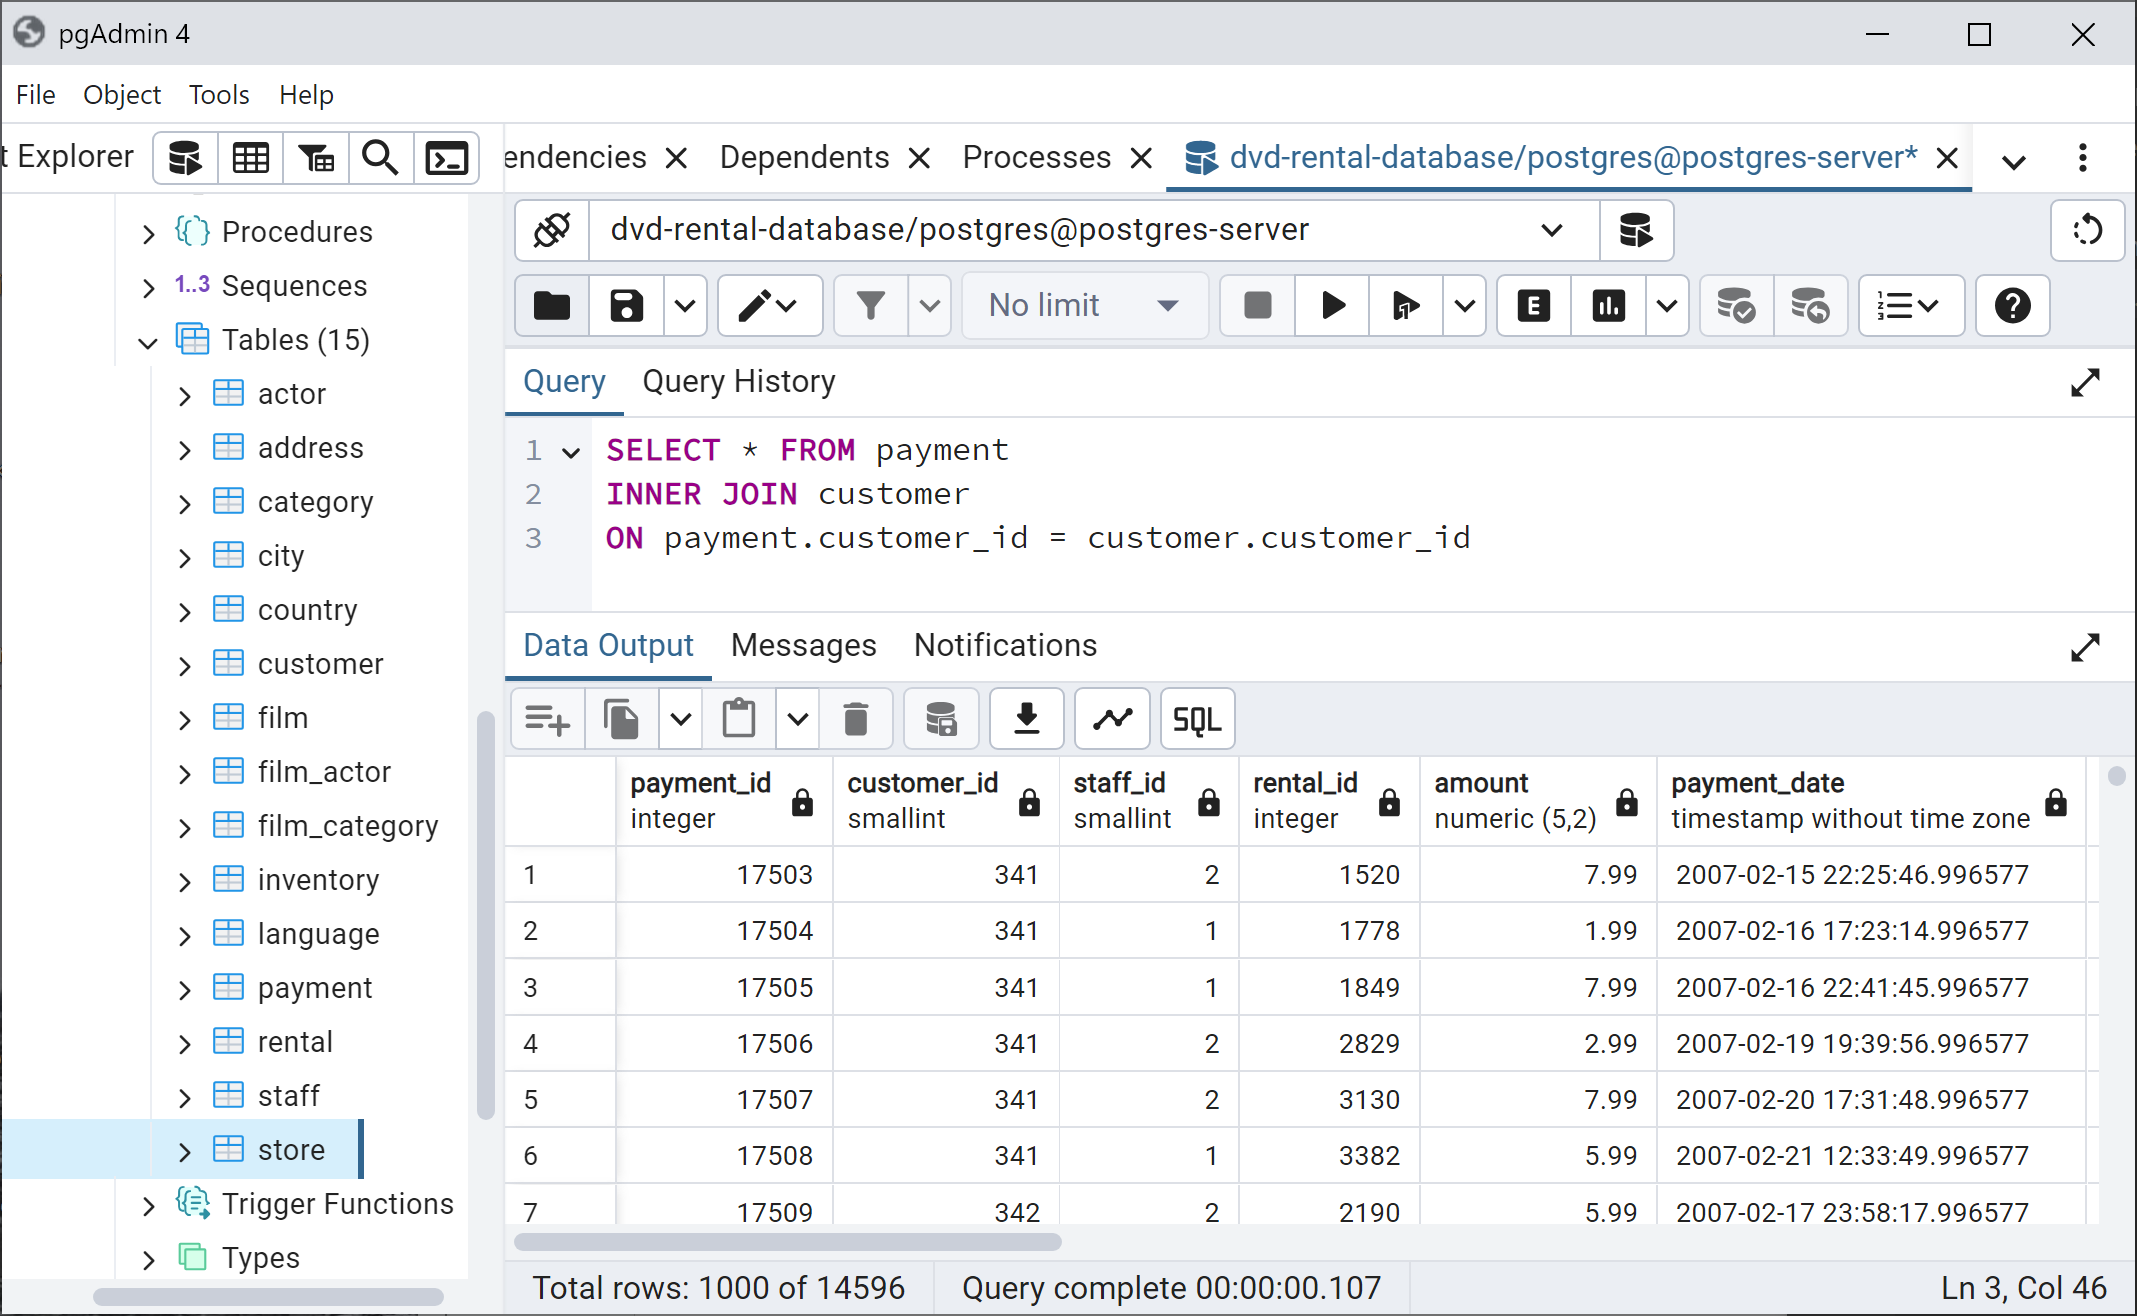 pgAdmin 4
File Object Tools Help
t Explorer
endencies Dependents Processes dvd-rental-database/postgres@postgres-server*
Procedures
1..3 Sequences
Tables (15)
actor
address
category
city
country
customer
film
film_actor
film_category
inventory
language
payment
rental
staff
store
Trigger Functions
Types
dvd-rental-database/postgres@postgres-server
No limit E
Query Query History
1 SELECT * FROM payment
2 INNER JOIN customer
3 ON payment.customer_id = customer.customer_id
Data Output Messages Notifications
SQL
payment_id customer_id staff_id rental_id amount payment_date
integer smallint smallint integer numeric (5,2) timestamp without time zone
1 17503 341 2 1520 7.99 2007-02-15 22:25:46.996577
2 17504 341 1 1778 1.99 2007-02-16 17:23:14.996577
3 17505 341 1 1849 7.99 2007-02-16 22:41:45.996577
4 17506 341 2 2829 2.99 2007-02-19 19:39:56.996577
5 17507 341 2 3130 7.99 2007-02-20 17:31:48.996577
6 17508 341 1 3382 5.99 2007-02-21 12:33:49.996577
7 17509 342 2 2190 5.99 2007-02-17 23:58:17.996577
Total rows: 1000 of 14596 Query complete 00:00:00.107 Ln 3, Col 46